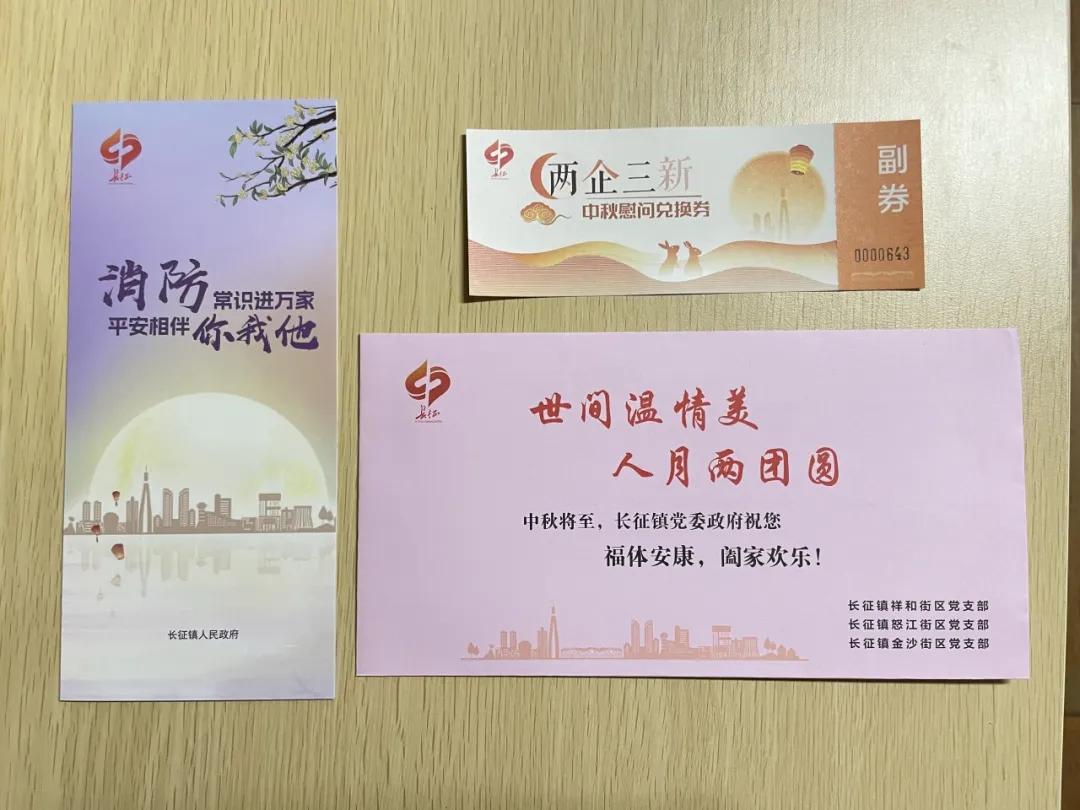 长征
消防常识进万家
平安相伴你我他
长征镇人民政府
长征
两企三新
中秋慰问兑换券
副券
0000643
长征
世间温情美
人月两团圆
中秋将至，长征镇党委政府祝您
福体安康，阖家欢乐！
长征镇祥和街区党支部
长征镇怒江街区党支部
长征镇金沙街区党支部